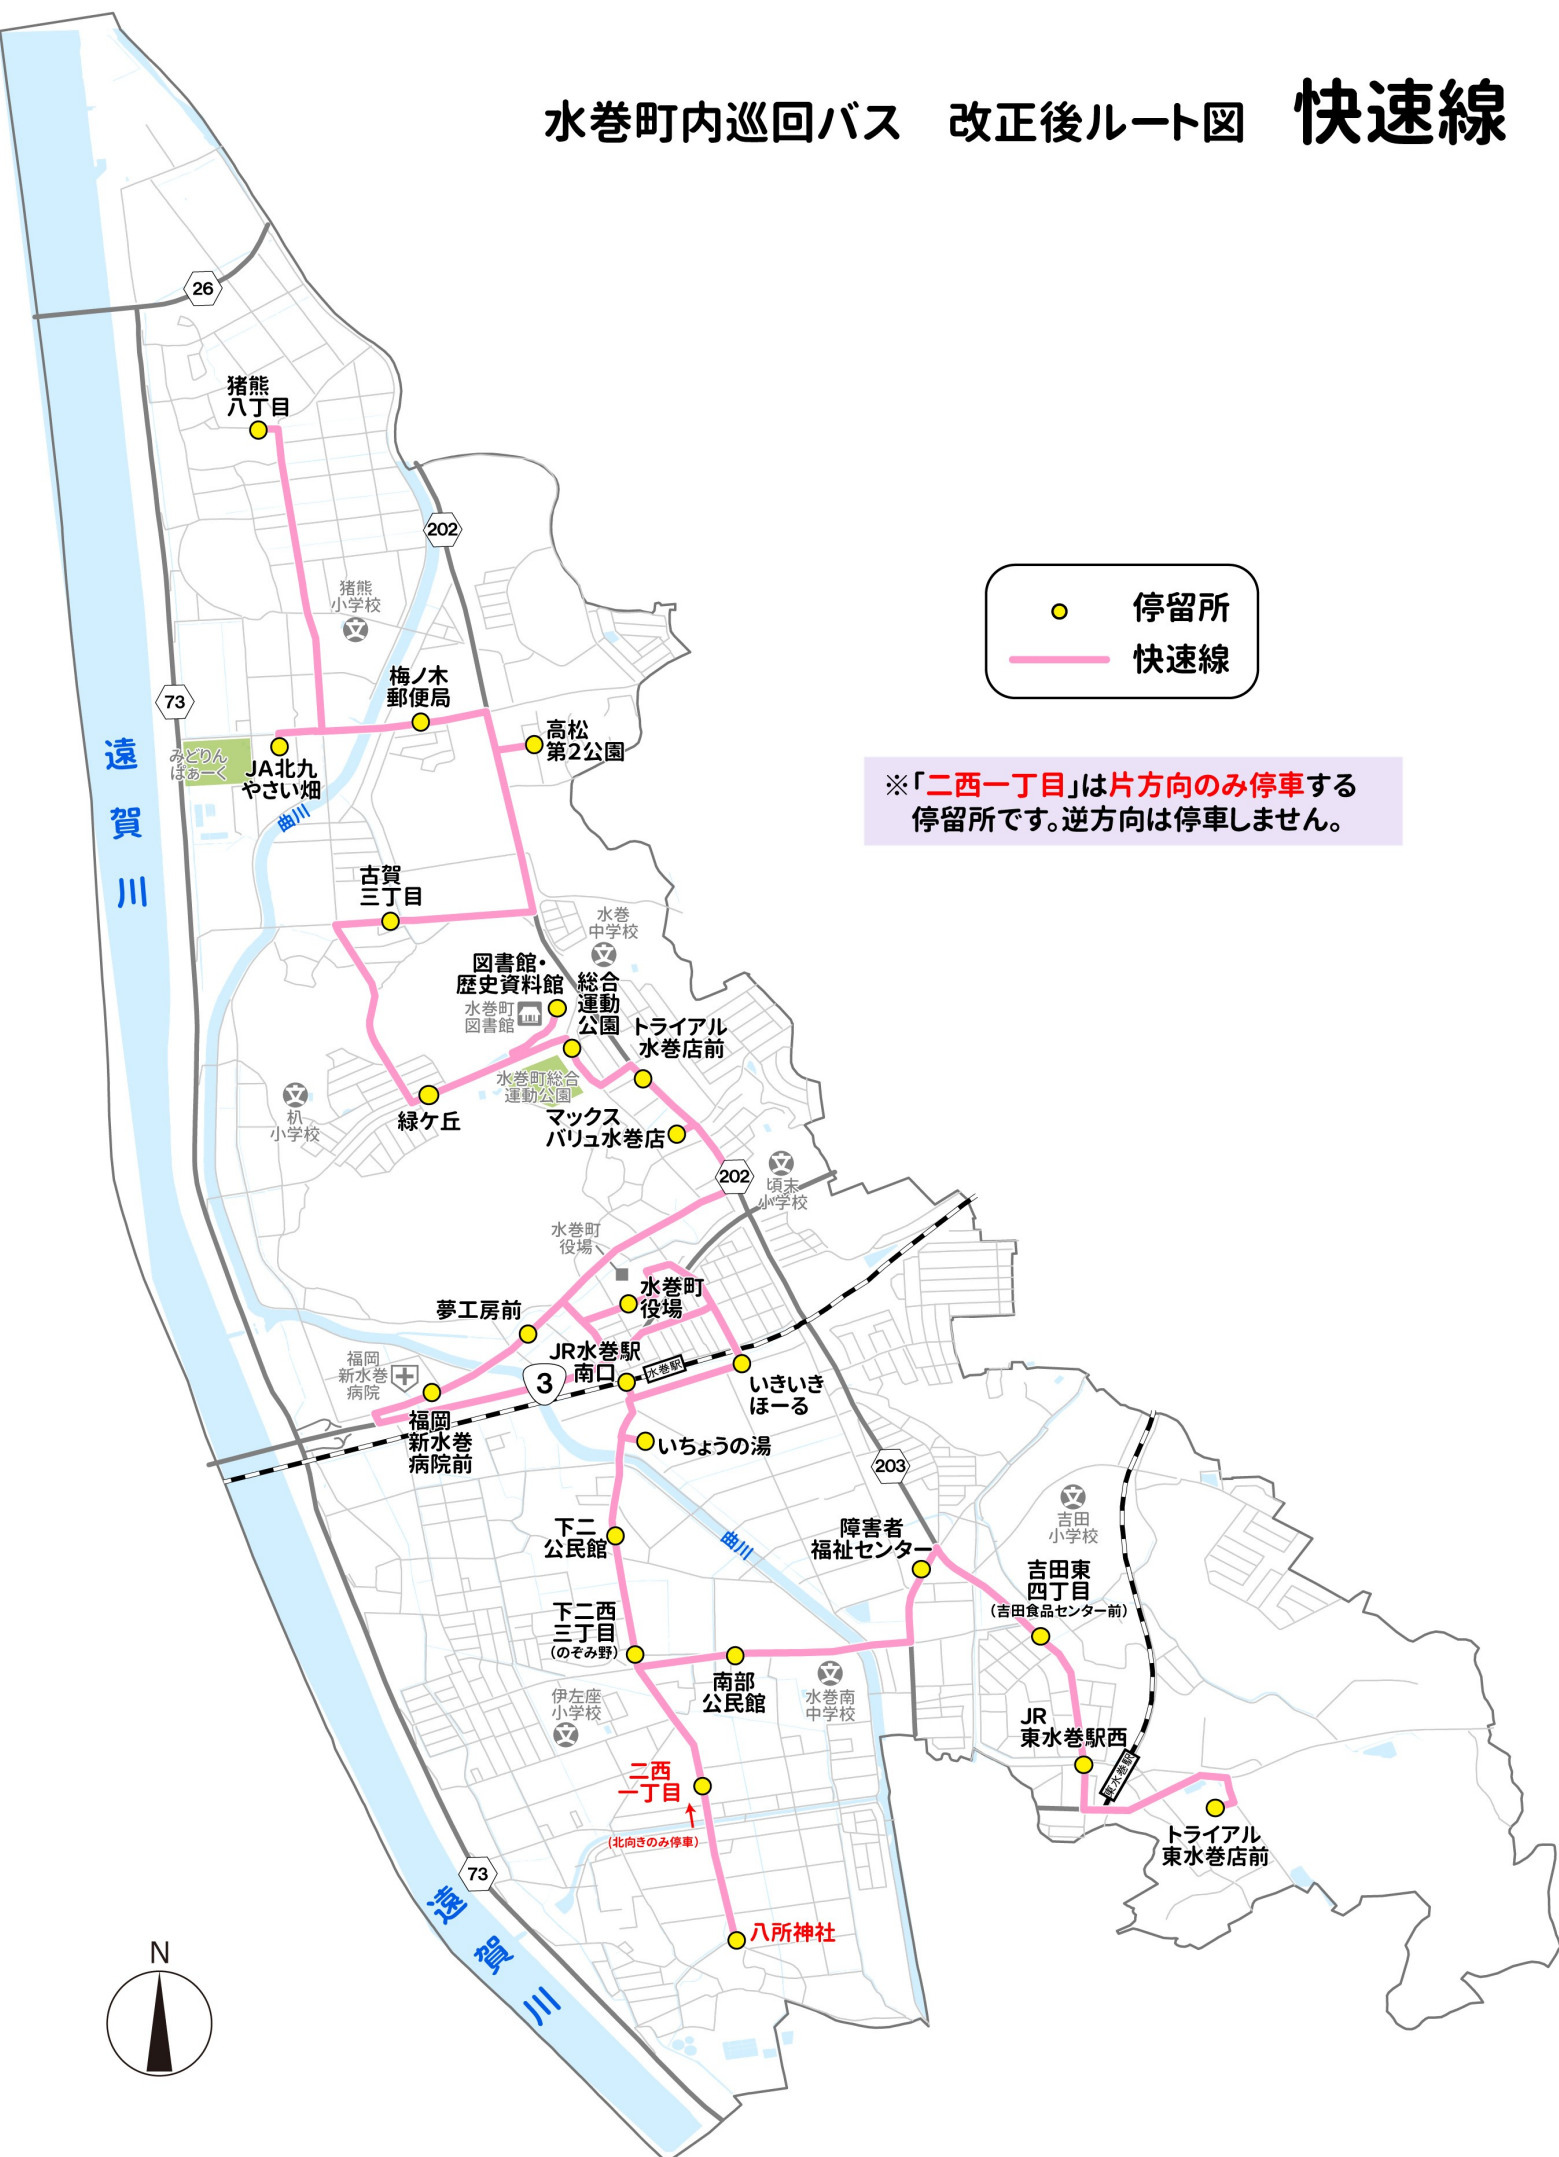 水巻町内巡回バス　改正後ルート図　快速線
26
猪熊
八丁目
202
猪熊
小学校
停留所
快速線
梅ノ木
郵便局
73
高松
第2公園
みどりん
ぱぁーく
JA北九
やさい畑
遠賀川
曲川
※「二西一丁目」は片方向のみ停車する
停留所です。逆方向は停車しません。
古賀
三丁目
水巻
中学校
図書館・
歴史資料館
水巻町
図書館
総合
運動
公園
トライアル
水巻店前
水巻町総合
運動公園
緑ケ丘
杁
小学校
マックス
バリュ水巻店
202
頃末
小学校
水巻町
役場
水巻町
役場
夢工房前
JR水巻駅
南口
水巻駅
3
福岡
新水巻
病院
福岡
新水巻
病院前
いきいき
ほーる
いちょうの湯
203
吉田
小学校
下二
公民館
曲川
障害者
福祉センター
吉田東
四丁目
(吉田食品センター前)
下二西
三丁目
(のぞみ野)
南部
公民館
水巻南
中学校
伊左座
小学校
JR
東水巻駅西
東水巻駅
二西
一丁目
(北向きのみ停車)
トライアル
東水巻店前
73
遠賀川
八所神社
N